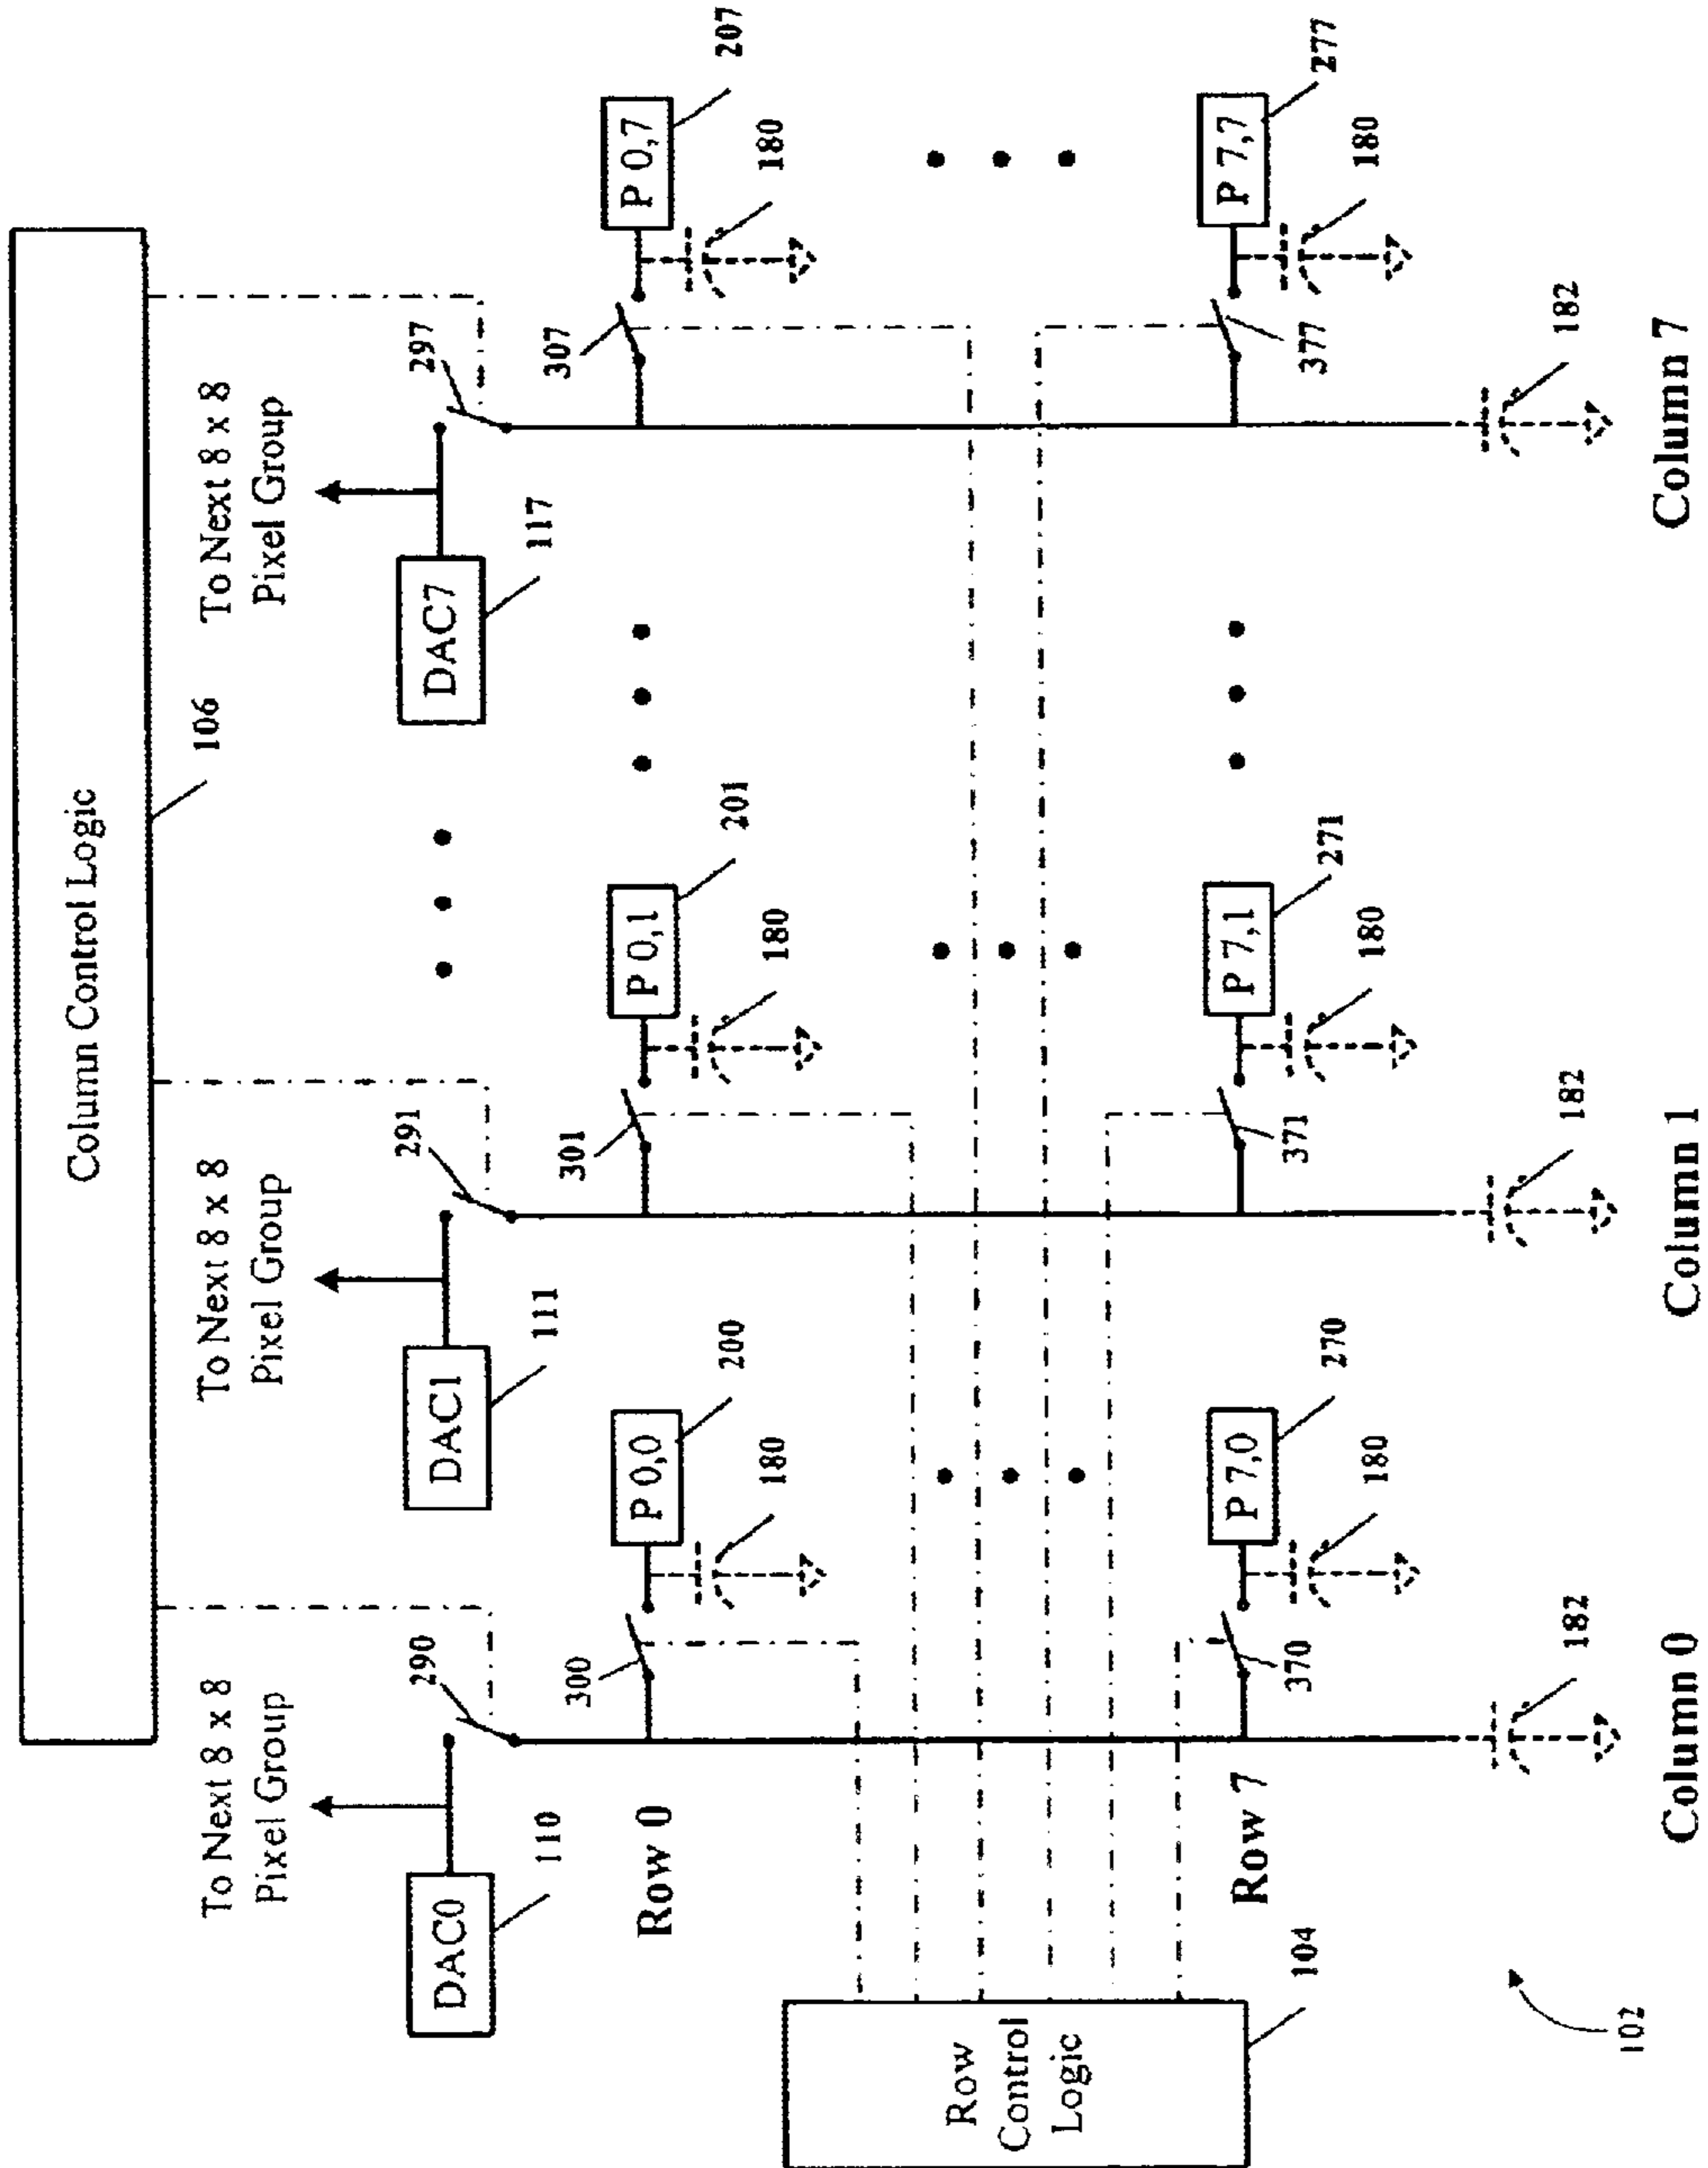 Column Control Logic
106
To Next 8 x 8
Pixel Group
To Next 8 x 8
Pixel Group
To Next 8 x 8
Pixel Group
290
291
297
DAC0
DAC1
DAC7
110
111
117
Row 0
300
P 0,0
200
180
301
P 0,1
201
180
307
P 0,7
207
180
Row
Control
Logic
104
Row 7
370
P 7,0
270
180
371
P 7,1
271
180
377
P 7,7
277
180
182
182
182
102
Column 0
Column 1
Column 7